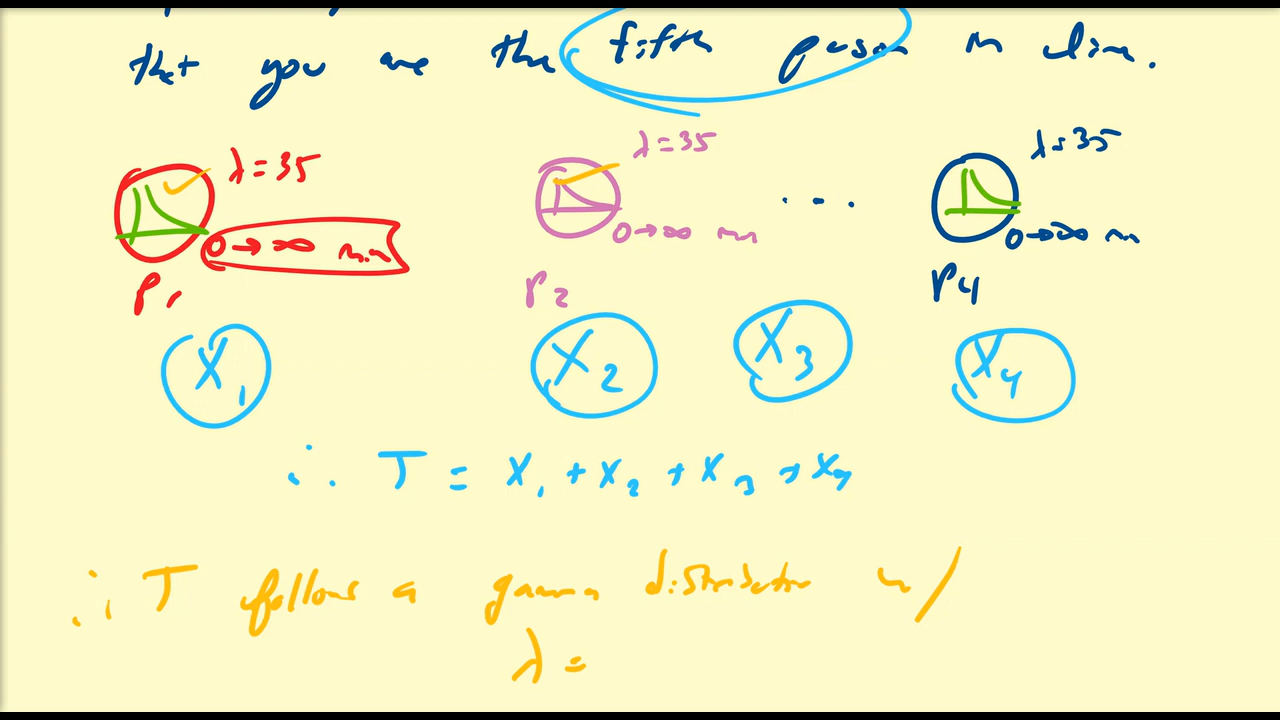 that you are the fifth person in line.
λ=35 λ=35 λ=35
0→∞ min 0→∞ min ... 0→∞ m
P1 P2 P4
X1 X2 X3 X4
∴ T = X1 + X2 + X3 + X4
∴ T follows a gamma distribution w/
λ =